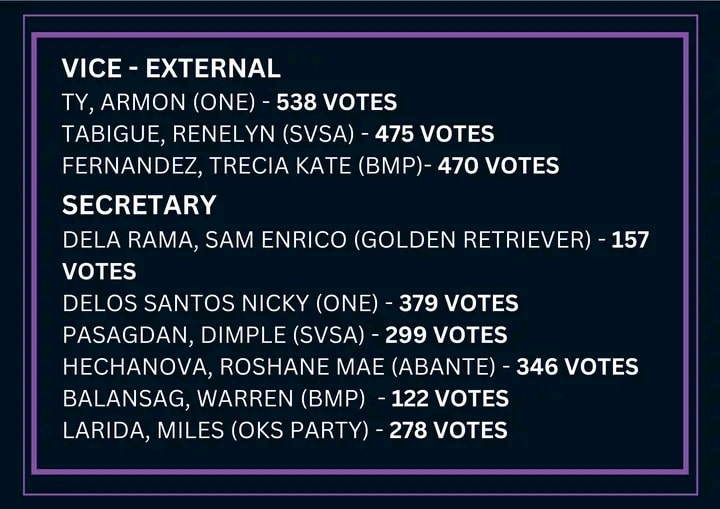 VICE - EXTERNAL
TY, ARMON (ONE) - 538 VOTES
TABIGUE, RENELYN (SVSA) - 475 VOTES
FERNANDEZ, TRECIA KATE (BMP)- 470 VOTES
SECRETARY
DELA RAMA, SAM ENRICO (GOLDEN RETRIEVER) - 157
VOTES
DELOS SANTOS NICKY (ONE) - 379 VOTES
PASAGDAN, DIMPLE (SVSA) - 299 VOTES
HECHANOVA, ROSHANE MAE (ABANTE) - 346 VOTES
BALANSAG, WARREN (BMP)  - 122 VOTES
LARIDA, MILES (OKS PARTY) - 278 VOTES